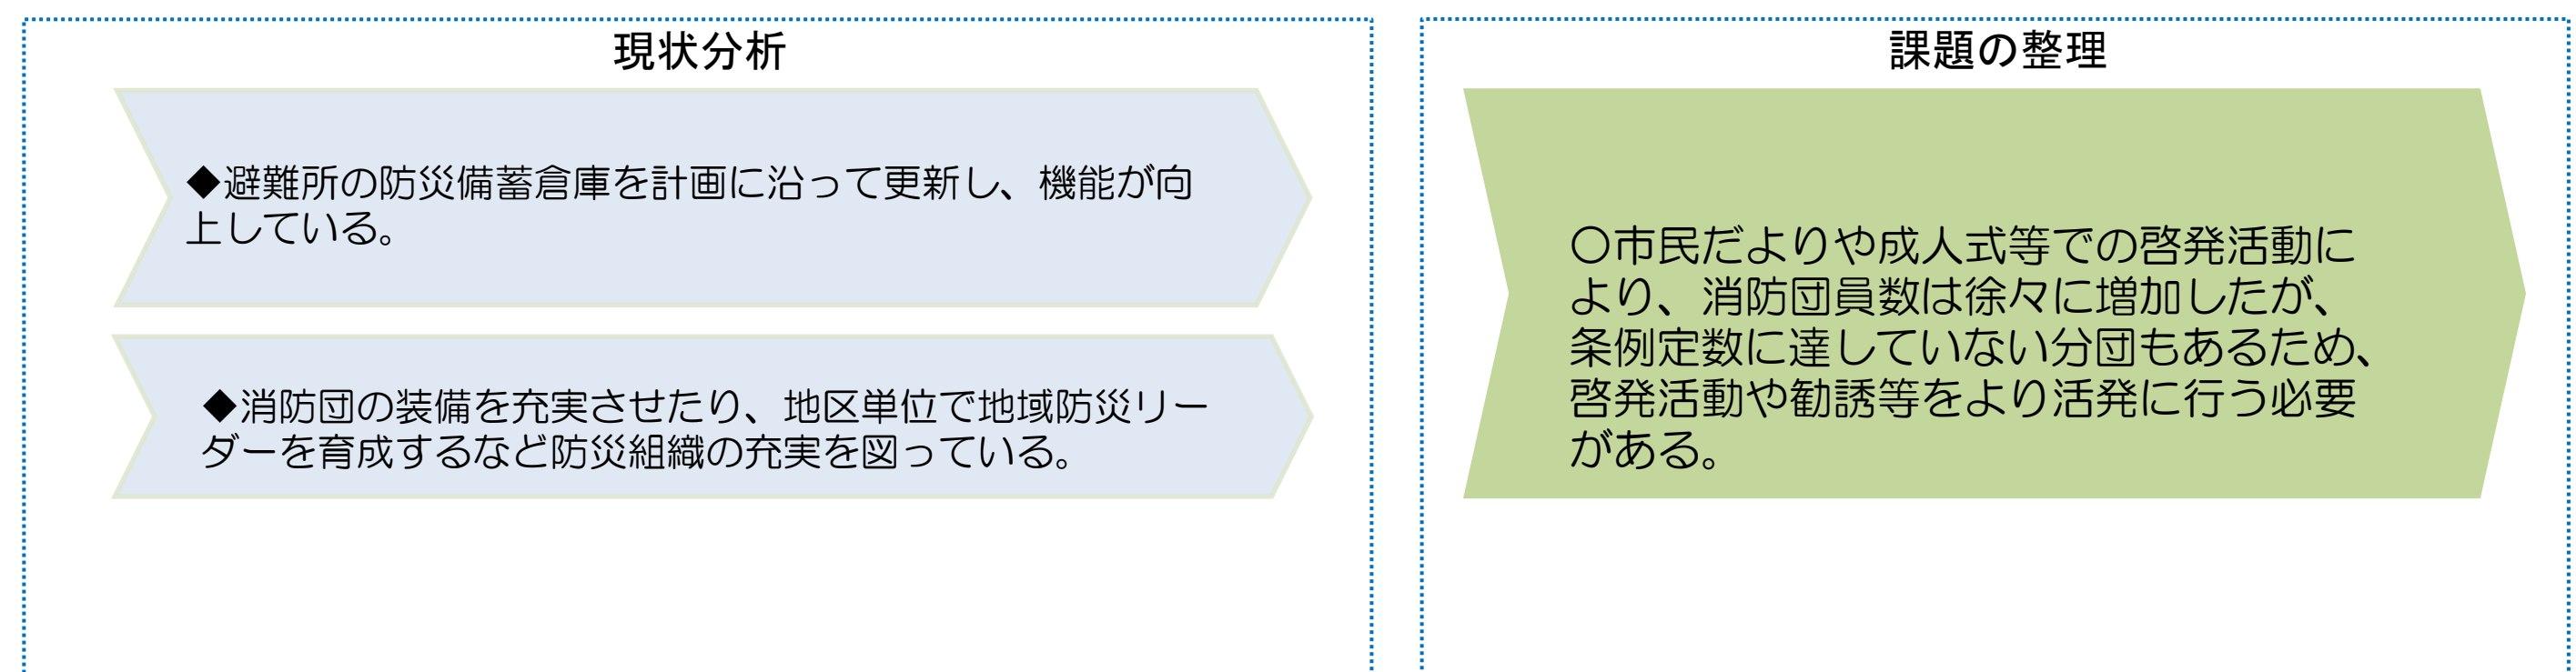 現状分析
◆避難所の防災備蓄倉庫を計画に沿って更新し、機能が向
上している。
◆消防団の装備を充実させたり、地区単位で地域防災リー
ダーを育成するなど防災組織の充実を図っている。
課題の整理
〇市民だよりや成人式等での啓発活動に
より、消防団員数は徐々に増加したが、
条例定数に達していない分団もあるため、
啓発活動や勧誘等をより活発に行う必要
がある。